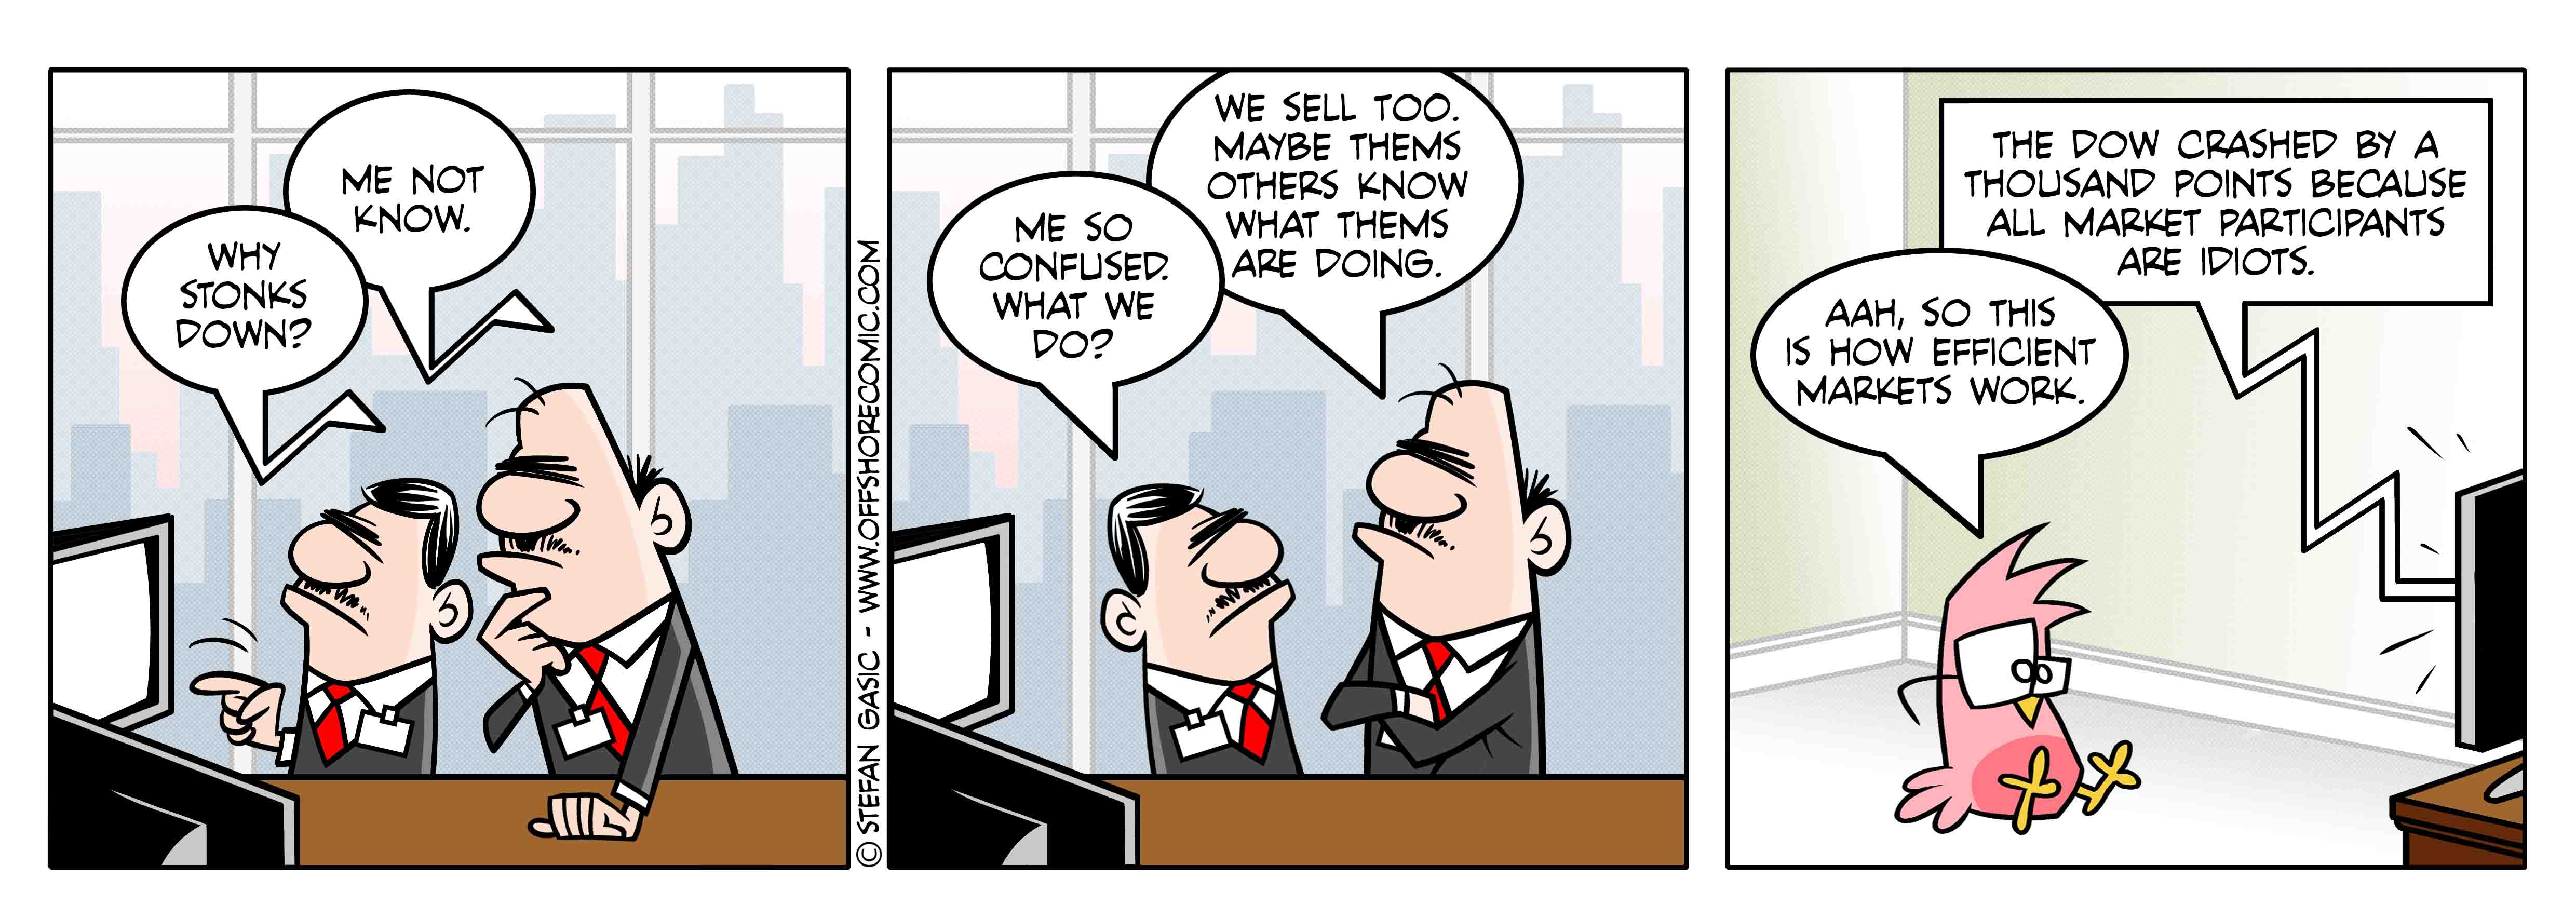 WHY
STONKS
DOWN?
ME NOT
KNOW.
© STEFAN GASIC - WWW.OFFSHORECOMIC.COM
ME SO
CONFUSED.
WHAT WE
DO?
WE SELL TOO.
MAYBE THEMS
OTHERS KNOW
WHAT THEMS
ARE DOING.
THE DOW CRASHED BY A
THOUSAND POINTS BECAUSE
ALL MARKET PARTICIPANTS
ARE IDIOTS.
AAH, SO THIS
IS HOW EFFICIENT
MARKETS WORK.